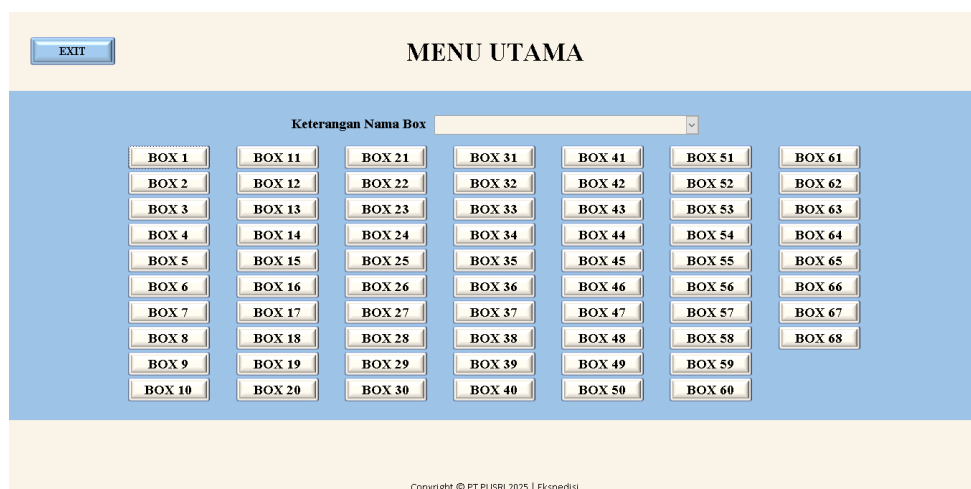 EXIT
MENU UTAMA
Keterangan Nama Box
BOX 1 BOX 11 BOX 21 BOX 31 BOX 41 BOX 51 BOX 61
BOX 2 BOX 12 BOX 22 BOX 32 BOX 42 BOX 52 BOX 62
BOX 3 BOX 13 BOX 23 BOX 33 BOX 43 BOX 53 BOX 63
BOX 4 BOX 14 BOX 24 BOX 34 BOX 44 BOX 54 BOX 64
BOX 5 BOX 15 BOX 25 BOX 35 BOX 45 BOX 55 BOX 65
BOX 6 BOX 16 BOX 26 BOX 36 BOX 46 BOX 56 BOX 66
BOX 7 BOX 17 BOX 27 BOX 37 BOX 47 BOX 57 BOX 67
BOX 8 BOX 18 BOX 28 BOX 38 BOX 48 BOX 58 BOX 68
BOX 9 BOX 19 BOX 29 BOX 39 BOX 49 BOX 59
BOX 10 BOX 20 BOX 30 BOX 40 BOX 50 BOX 60
Copyright © PT PUSRI 2025 | Ekspedisi